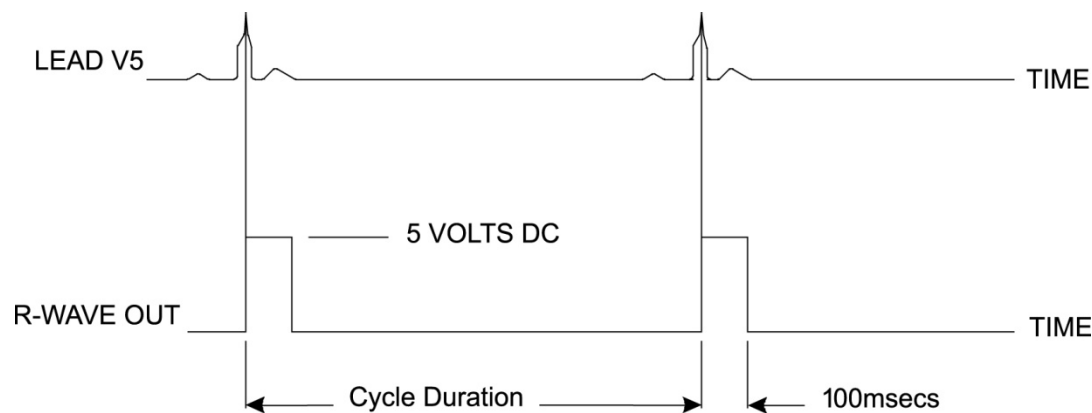 LEAD V5
TIME
5 VOLTS DC
R-WAVE OUT
TIME
Cycle Duration
100msecs